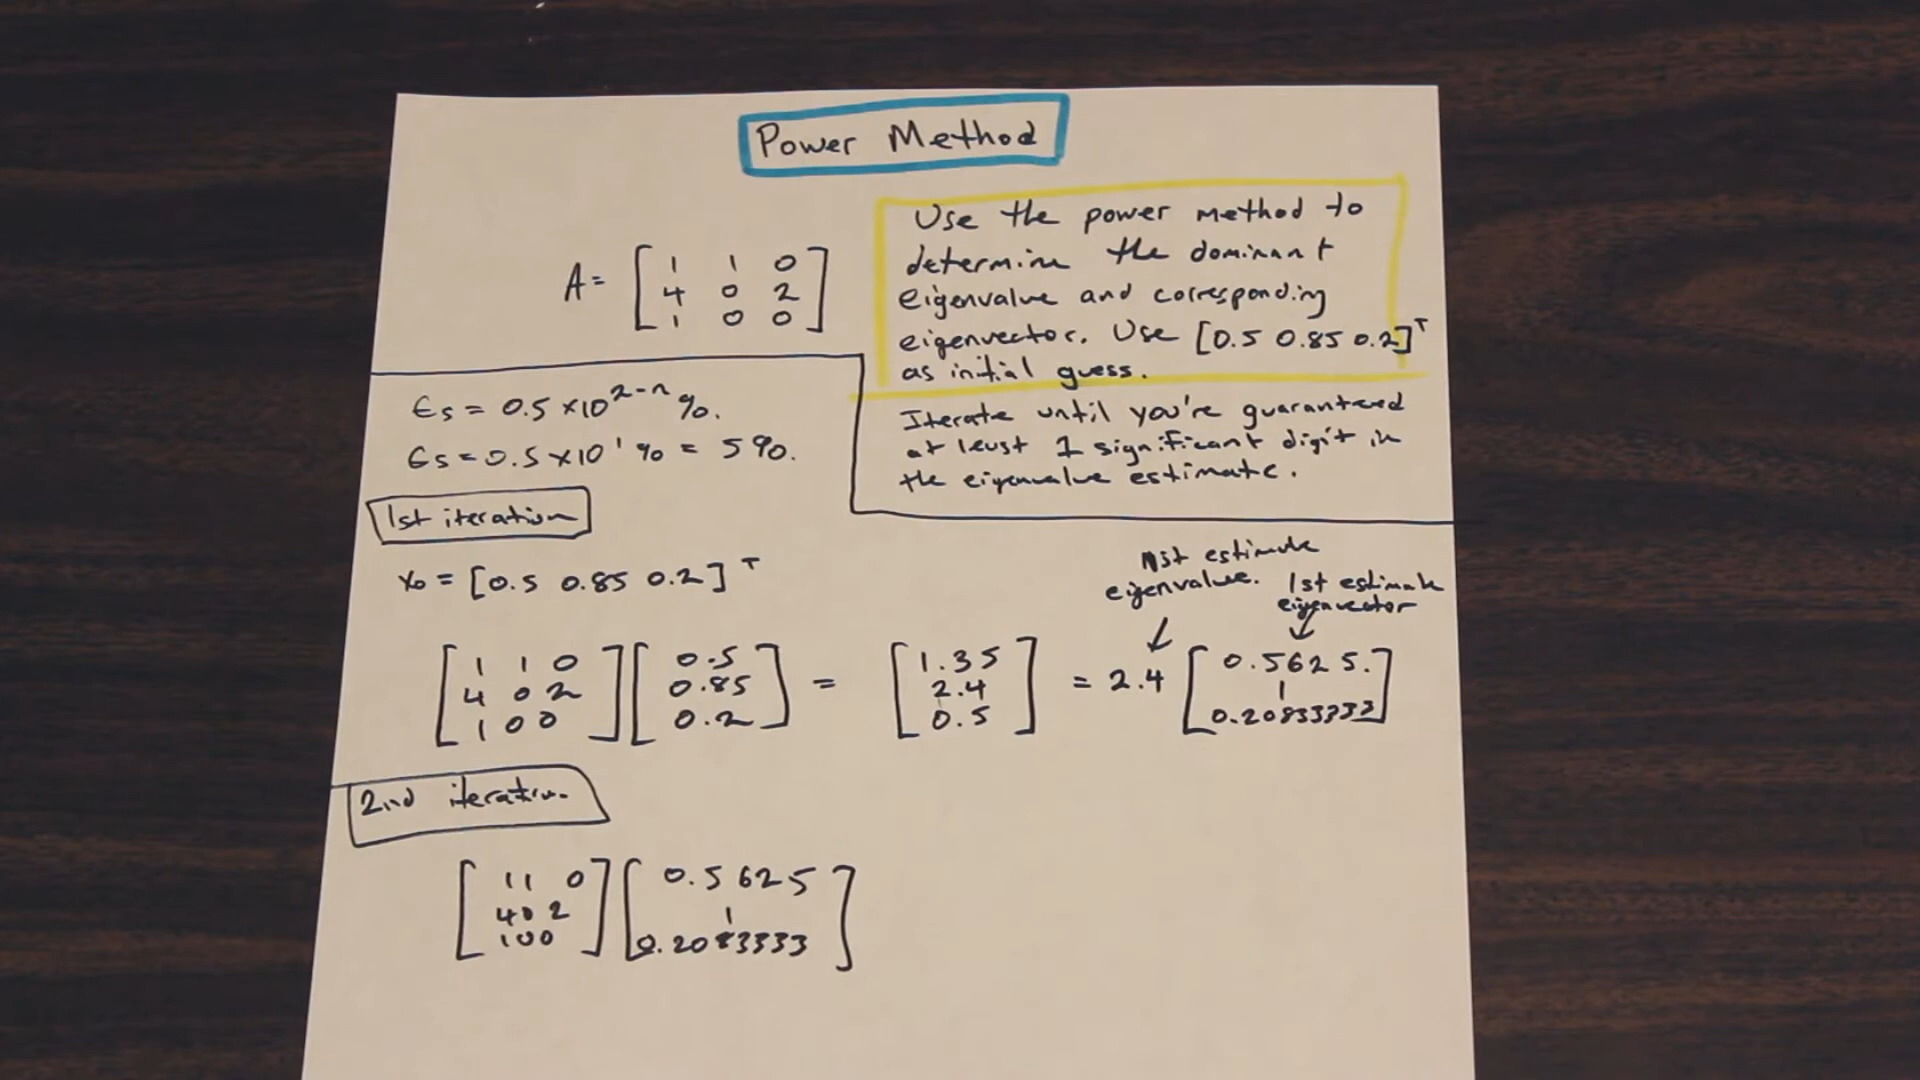 Power Method
Use the power method to
determine the dominant
eigenvalue and corresponding
eigenvector. Use [0.5 0.85 0.2]ᵀ
as initial guess.
A = [1 1 0
4 0 2
1 0 0]
Iterate until you're guaranteed
at least 1 significant digit in
the eigenvalue estimate.
Es = 0.5 ×10²⁻ⁿ %.
Es = 0.5 ×10¹ % = 5 %.
1st iteration
x₀ = [0.5 0.85 0.2]ᵀ
1st estimate
eigenvalue.
1st estimate
eigenvector
[1 1 0] [0.5] [1.35] [0.5625.]
[4 0 2] [0.85] = [2.4] = 2.4 [1]
[1 0 0] [0.2] [0.5] [0.20833333]
2nd iteration
[1 1 0] [0.5625]
[4 0 2] [1]
[1 0 0] [0.2083333]